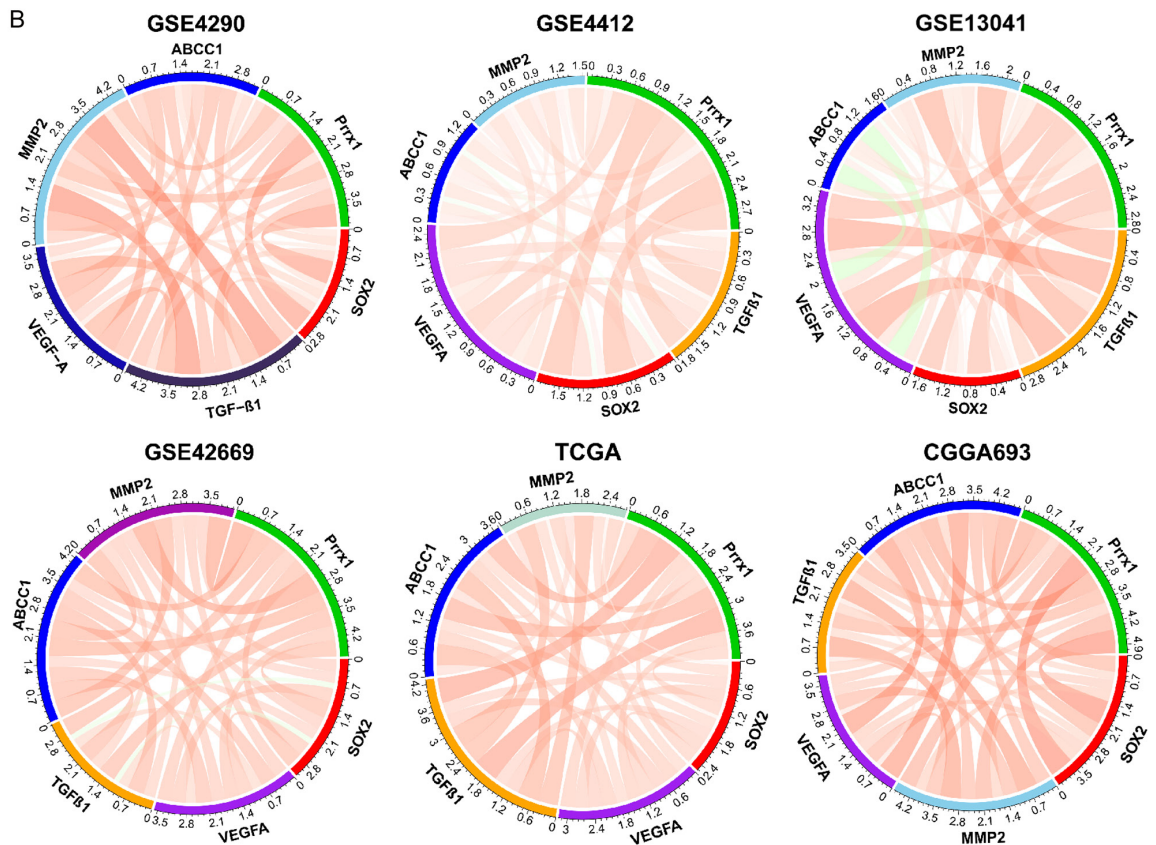 B
GSE4290
ABCC1
0 0.7 1.4 2.1 2.8
MMP2
0 0.7 1.4 2.1 2.8 3.5 4.2
Prrx1
0 0.7 1.4 2.1 2.8 3.5
SOX2
0 0.7 1.4 2.1
TGF-ß1
0 0.7 1.4 2.1 2.8 3.5 4.2
VEGF-A
0 0.7 1.4 2.1 2.8 3.5
GSE4412
MMP2
0 0.3 0.6 0.9 1.2 1.5
Prrx1
0 0.3 0.6 0.9 1.2 1.5 1.8 2.1 2.4 2.7
TGFß1
0 0.3 0.6 0.9 1.2 1.5 1.8
SOX2
0 0.3 0.6 0.9 1.2 1.5
VEGFA
0 0.3 0.6 0.9 1.2 1.5 1.8 2.1 2.4
ABCC1
0 0.3 0.6 0.9 1.2
GSE13041
MMP2
0 0.4 0.8 1.2 1.6 2
Prrx1
0 0.4 0.8 1.2 1.6 2 2.4 2.8
TGFß1
0 0.4 0.8 1.2 1.6 2 2.4 2.8
SOX2
0 0.4 0.8 1.2 1.6
VEGFA
0 0.4 0.8 1.2 1.6 2 2.4 2.8 3.2
ABCC1
0 0.4 0.8 1.2 1.6
GSE42669
MMP2
0 0.7 1.4 2.1 2.8 3.5
Prrx1
0 0.7 1.4 2.1 2.8 3.5 4.2
SOX2
0 0.7 1.4 2.1 2.8
VEGFA
0 0.7 1.4 2.1 2.8 3.5
TGFß1
0 0.7 1.4 2.1 2.8
ABCC1
0 0.7 1.4 2.1 2.8 3.5 4.2
TCGA
MMP2
0 0.6 1.2 1.8 2.4
Prrx1
0 0.6 1.2 1.8 2.4 3 3.6
SOX2
0 0.6 1.2 1.8 2.4
VEGFA
0 0.6 1.2 1.8 2.4 3
TGFß1
0 0.6 1.2 1.8 2.4 3 3.6 4.2
ABCC1
0 0.6 1.2 1.8 2.4 3 3.6
CGGA693
ABCC1
0 0.7 1.4 2.1 2.8 3.5 4.2
Prrx1
0 0.7 1.4 2.1 2.8 3.5 4.2 4.9
SOX2
0 0.7 1.4 2.1 2.8 3.5
MMP2
0 0.7 1.4 2.1 2.8 3.5 4.2
VEGFA
0 0.7 1.4 2.1 2.8 3.5
TGFß1
0 0.7 1.4 2.1 2.8 3.5